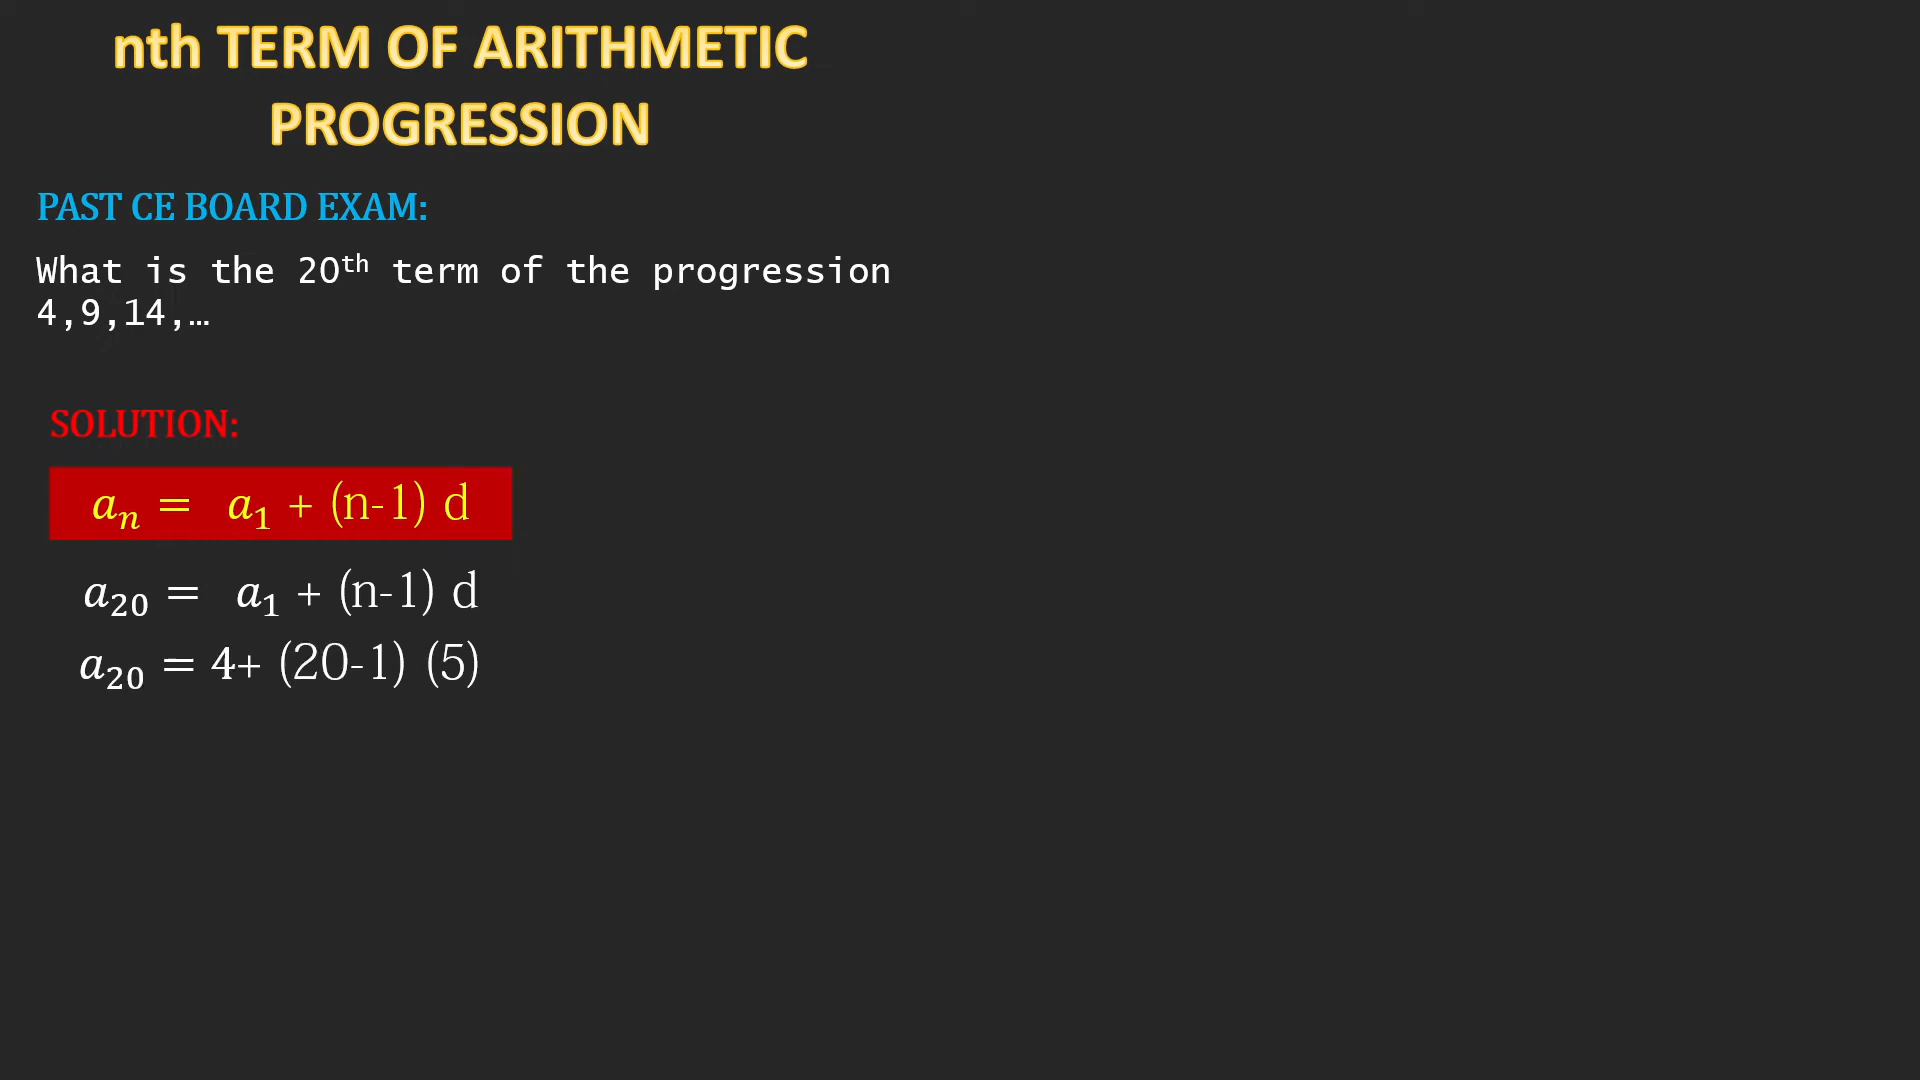 nth TERM OF ARITHMETIC
PROGRESSION
PAST CE BOARD EXAM:
What is the 20th term of the progression
4,9,14,…
SOLUTION:
aₙ = a₁ + (n-1) d
a₂₀ = a₁ + (n-1) d
a₂₀ = 4+ (20-1) (5)